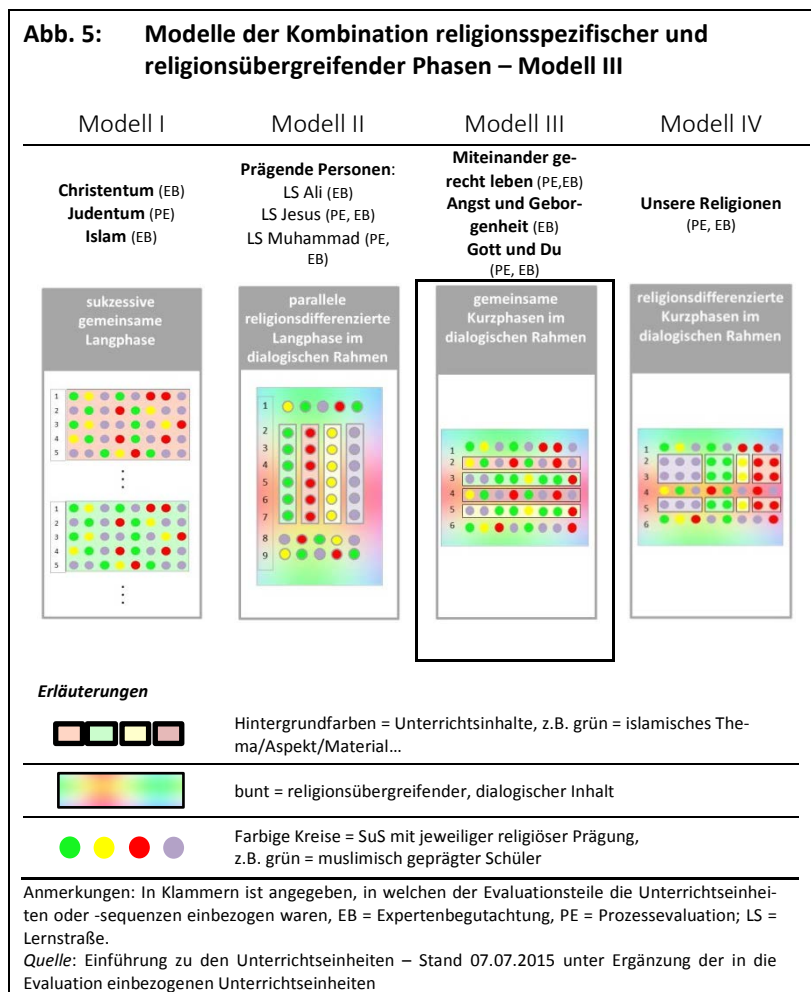 Abb. 5: Modelle der Kombination religionsspezifischer und
religionsübergreifender Phasen – Modell III
Modell I
Christentum (EB)
Judentum (PE)
Islam (EB)
sukzessive
gemeinsame
Langphase
1
2
3
4
5
⋮
1
2
3
4
5
⋮
Modell II
Prägende Personen:
LS Ali (EB)
LS Jesus (PE, EB)
LS Muhammad (PE,
EB)
parallele
religionsdifferenzierte
Langphase im
dialogischen Rahmen
1
2
3
4
5
6
7
8
9
Modell III
Miteinander ge-
recht leben (PE,EB)
Angst und Gebor-
genheit (EB)
Gott und Du
(PE, EB)
gemeinsame
Kurzphasen im
dialogischen Rahmen
1
2
3
4
5
6
Modell IV
Unsere Religionen
(PE, EB)
religionsdifferenzierte
Kurzphasen im
dialogischen Rahmen
1
2
3
4
5
6
Erläuterungen
Hintergrundfarben = Unterrichtsinhalte, z.B. grün = islamisches The-
ma/Aspekt/Material…
bunt = religionsübergreifender, dialogischer Inhalt
Farbige Kreise = SuS mit jeweiliger religiöser Prägung,
z.B. grün = muslimisch geprägter Schüler
Anmerkungen: In Klammern ist angegeben, in welchen der Evaluationsteile die Unterrichtseinhei-
ten oder -sequenzen einbezogen waren, EB = Expertenbegutachtung, PE = Prozessevaluation; LS =
Lernstraße.
Quelle: Einführung zu den Unterrichtseinheiten – Stand 07.07.2015 unter Ergänzung der in die
Evaluation einbezogenen Unterrichtseinheiten